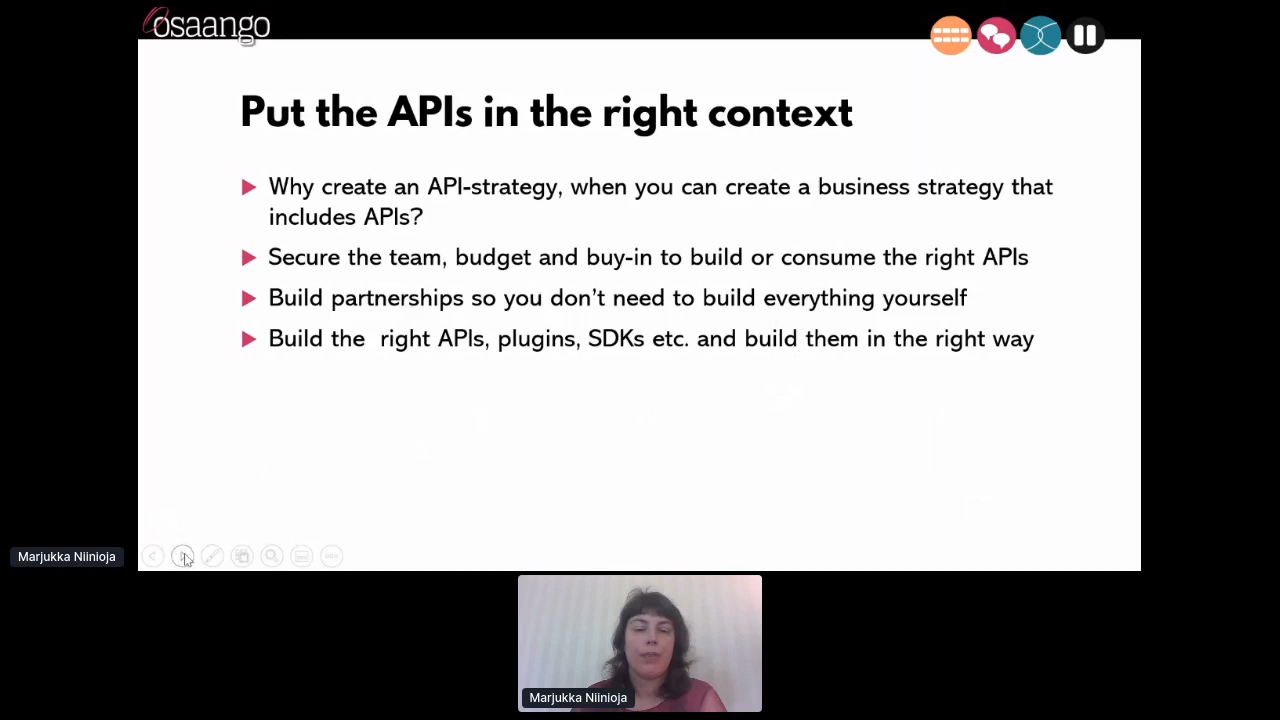 osaango
Put the APIs in the right context
Why create an API-strategy, when you can create a business strategy that
includes APIs?
Secure the team, budget and buy-in to build or consume the right APIs
Build partnerships so you don’t need to build everything yourself
Build the  right APIs, plugins, SDKs etc. and build them in the right way
Marjukka Niinioja
Marjukka Niinioja